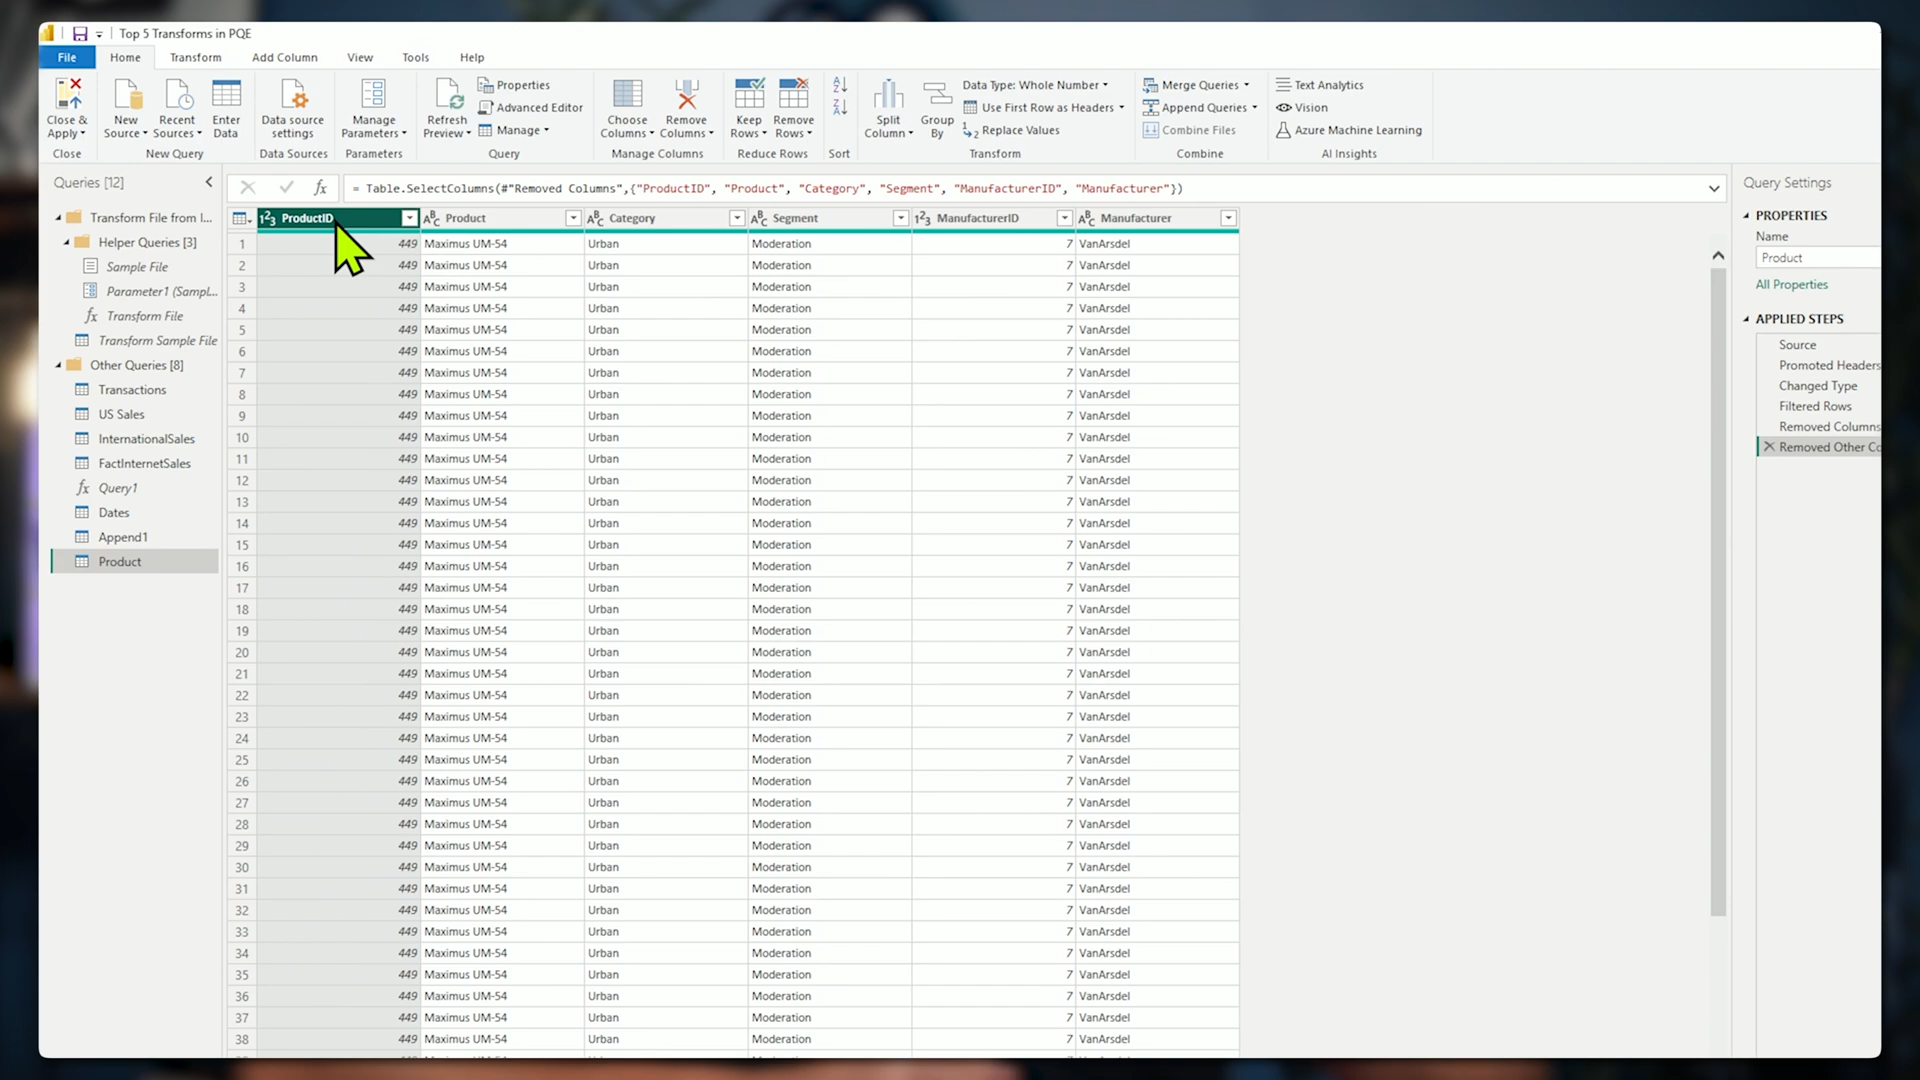 Top 5 Transforms in PQE
File Home Transform Add Column View Tools Help
Close & Apply
New Source
Recent Sources
Enter Data
Data source settings
Manage Parameters
Refresh Preview
Properties
Advanced Editor
Manage
Choose Columns
Remove Columns
Keep Rows
Remove Rows
Split Column
Group By
Data Type: Whole Number
Use First Row as Headers
Replace Values
Merge Queries
Append Queries
Combine Files
Text Analytics
Vision
Azure Machine Learning
Close New Query Data Sources Parameters Query Manage Columns Reduce Rows Sort Transform Combine AI Insights
Queries [12]
Transform File from I...
Helper Queries [3]
Sample File
Parameter1 (Sampl...
Transform File
Transform Sample File
Other Queries [8]
Transactions
US Sales
InternationalSales
FactInternetSales
Query1
Dates
Append1
Product
= Table.SelectColumns(#"Removed Columns",{"ProductID", "Product", "Category", "Segment", "ManufacturerID", "Manufacturer"})
ProductID Product Category Segment ManufacturerID Manufacturer
1 449 Maximus UM-54 Urban Moderation 7 VanArsdel
2 449 Maximus UM-54 Urban Moderation 7 VanArsdel
3 449 Maximus UM-54 Urban Moderation 7 VanArsdel
4 449 Maximus UM-54 Urban Moderation 7 VanArsdel
5 449 Maximus UM-54 Urban Moderation 7 VanArsdel
6 449 Maximus UM-54 Urban Moderation 7 VanArsdel
7 449 Maximus UM-54 Urban Moderation 7 VanArsdel
8 449 Maximus UM-54 Urban Moderation 7 VanArsdel
9 449 Maximus UM-54 Urban Moderation 7 VanArsdel
10 449 Maximus UM-54 Urban Moderation 7 VanArsdel
11 449 Maximus UM-54 Urban Moderation 7 VanArsdel
12 449 Maximus UM-54 Urban Moderation 7 VanArsdel
13 449 Maximus UM-54 Urban Moderation 7 VanArsdel
14 449 Maximus UM-54 Urban Moderation 7 VanArsdel
15 449 Maximus UM-54 Urban Moderation 7 VanArsdel
16 449 Maximus UM-54 Urban Moderation 7 VanArsdel
17 449 Maximus UM-54 Urban Moderation 7 VanArsdel
18 449 Maximus UM-54 Urban Moderation 7 VanArsdel
19 449 Maximus UM-54 Urban Moderation 7 VanArsdel
20 449 Maximus UM-54 Urban Moderation 7 VanArsdel
21 449 Maximus UM-54 Urban Moderation 7 VanArsdel
22 449 Maximus UM-54 Urban Moderation 7 VanArsdel
23 449 Maximus UM-54 Urban Moderation 7 VanArsdel
24 449 Maximus UM-54 Urban Moderation 7 VanArsdel
25 449 Maximus UM-54 Urban Moderation 7 VanArsdel
26 449 Maximus UM-54 Urban Moderation 7 VanArsdel
27 449 Maximus UM-54 Urban Moderation 7 VanArsdel
28 449 Maximus UM-54 Urban Moderation 7 VanArsdel
29 449 Maximus UM-54 Urban Moderation 7 VanArsdel
30 449 Maximus UM-54 Urban Moderation 7 VanArsdel
31 449 Maximus UM-54 Urban Moderation 7 VanArsdel
32 449 Maximus UM-54 Urban Moderation 7 VanArsdel
33 449 Maximus UM-54 Urban Moderation 7 VanArsdel
34 449 Maximus UM-54 Urban Moderation 7 VanArsdel
35 449 Maximus UM-54 Urban Moderation 7 VanArsdel
36 449 Maximus UM-54 Urban Moderation 7 VanArsdel
37 449 Maximus UM-54 Urban Moderation 7 VanArsdel
38 449 Maximus UM-54 Urban Moderation 7 VanArsdel
Query Settings
PROPERTIES
Name
Product
All Properties
APPLIED STEPS
Source
Promoted Headers
Changed Type
Filtered Rows
Removed Columns
Removed Other Co